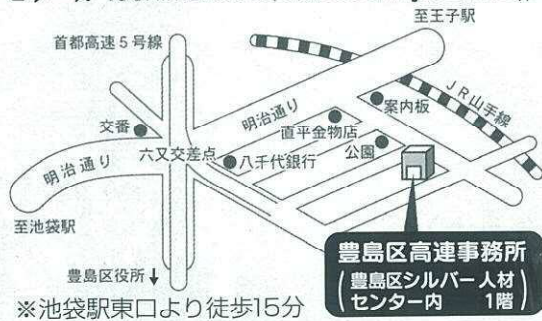 至王子駅
首都高速5号線
明治通り
案内板
JR山手線
直平金物店
交番
公園
六又交差点
八千代銀行
明治通り
至池袋駅
豊島区高連事務所
豊島区シルバー人材
センター内 1階
豊島区役所↓
※池袋駅東口より徒歩15分